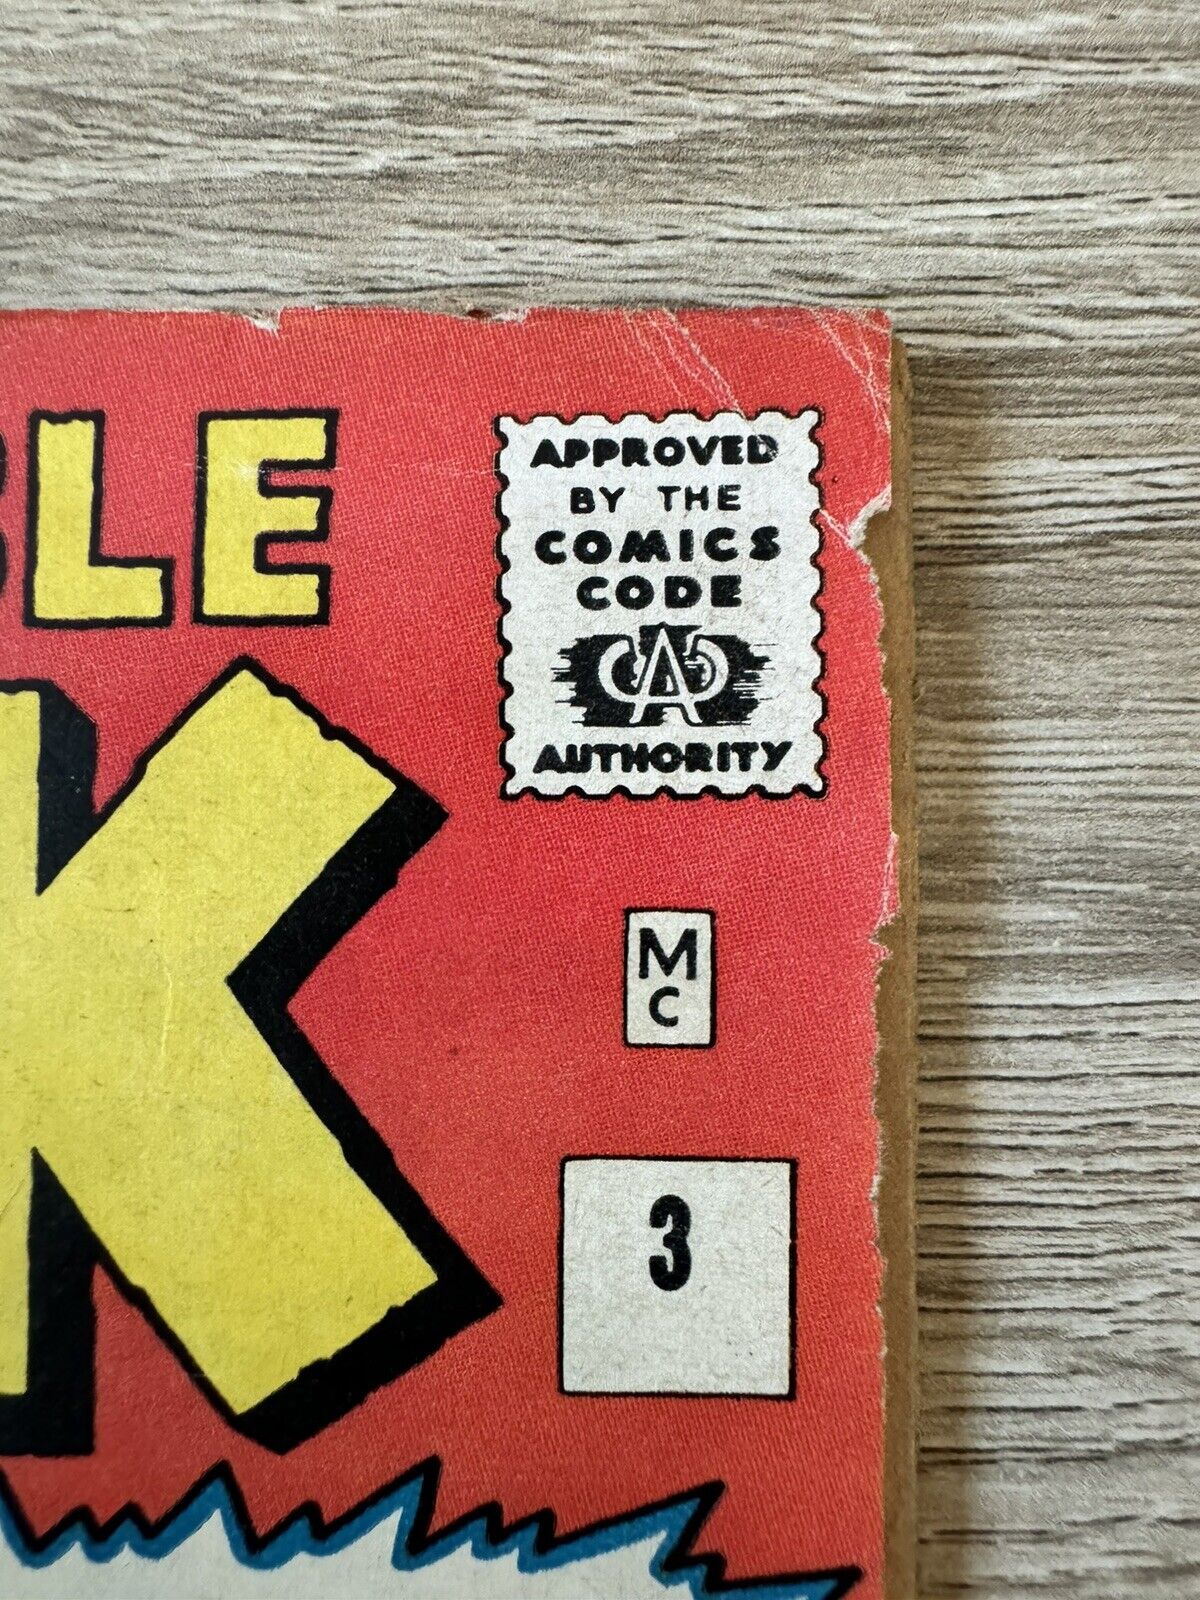 BLE
K
APPROVED
BY THE
COMICS
CODE
CA
AUTHORITY
M
C
3